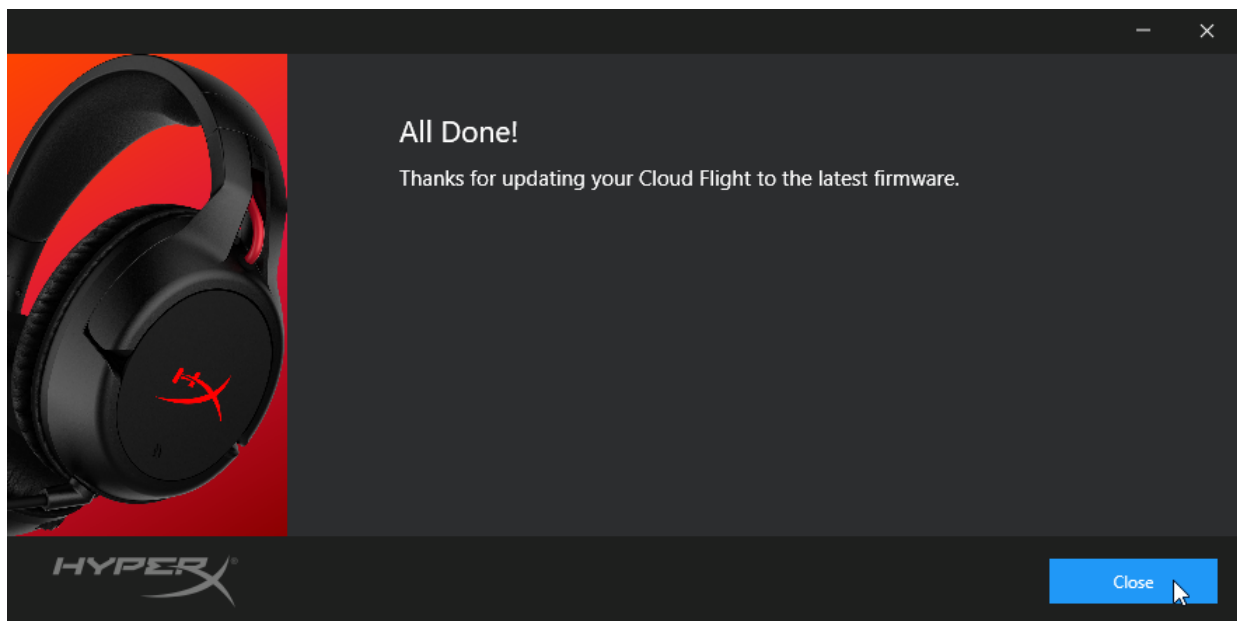 All Done!
Thanks for updating your Cloud Flight to the latest firmware.
HYPERX®
Close